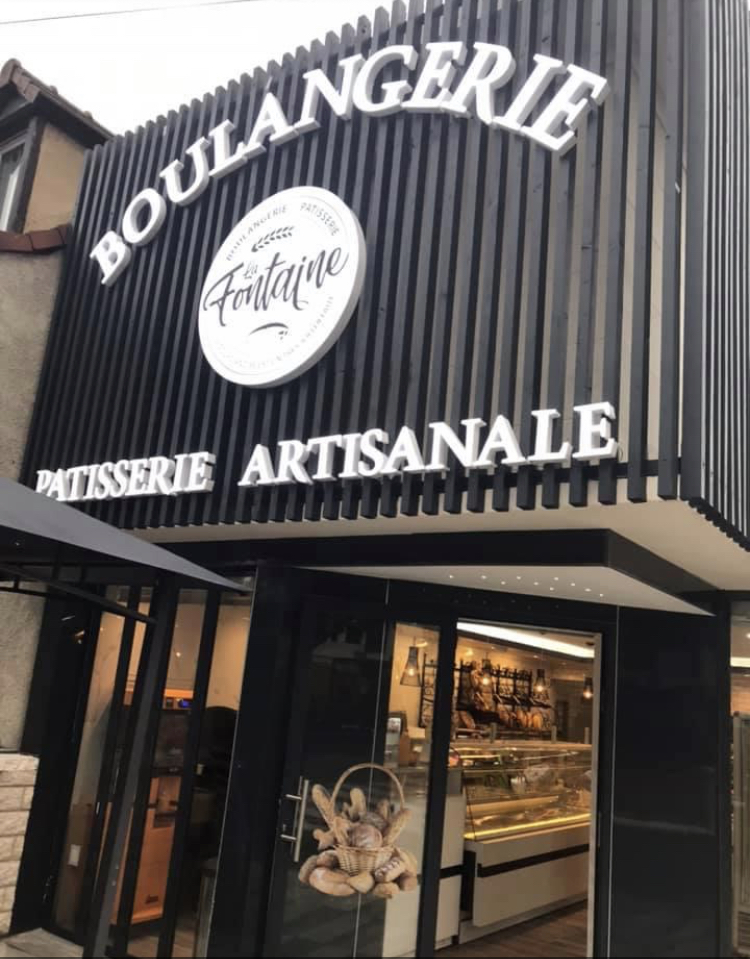 BOULANGERIE
BOULANGERIE PATISSERIE
La
Fontaine
PATISSERIE ARTISANALE